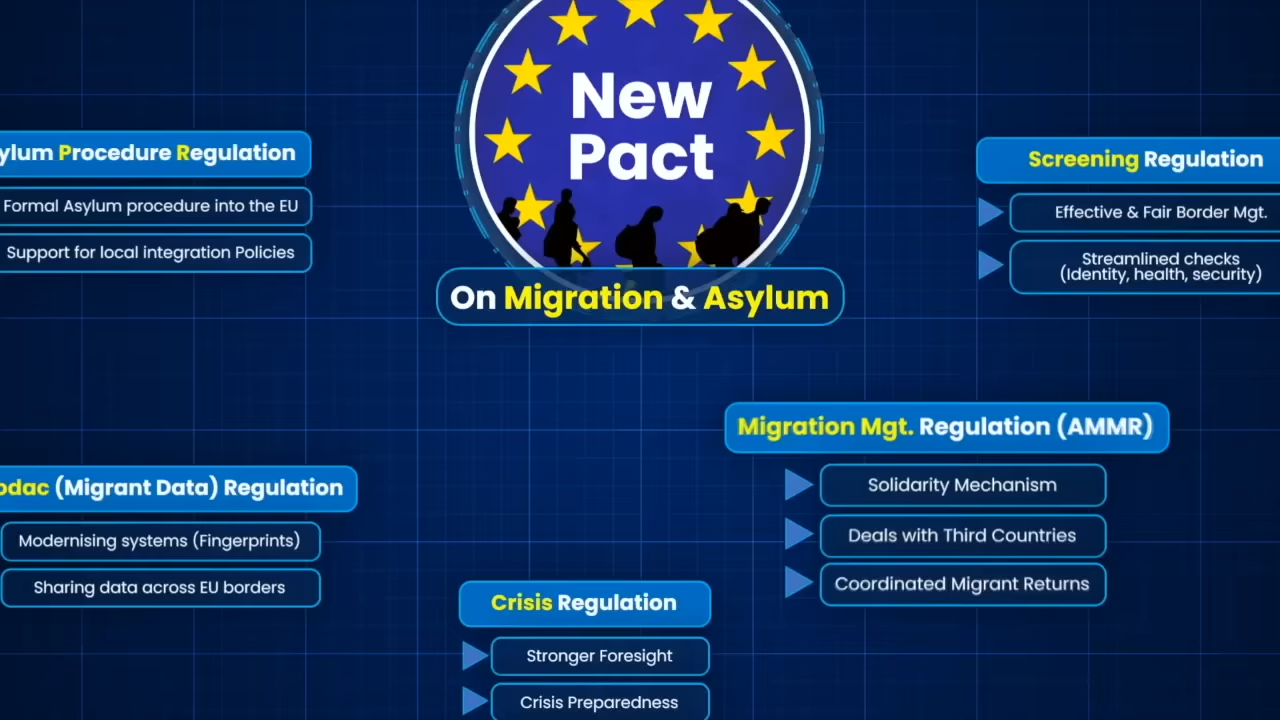 New
Pact
On Migration & Asylum
ylum Procedure Regulation
Formal Asylum procedure into the EU
Support for local integration Policies
Screening Regulation
Effective & Fair Border Mgt.
Streamlined checks
(Identity, health, security)
Migration Mgt. Regulation (AMMR)
Solidarity Mechanism
Deals with Third Countries
Coordinated Migrant Returns
odac (Migrant Data) Regulation
Modernising systems (Fingerprints)
Sharing data across EU borders
Crisis Regulation
Stronger Foresight
Crisis Preparedness